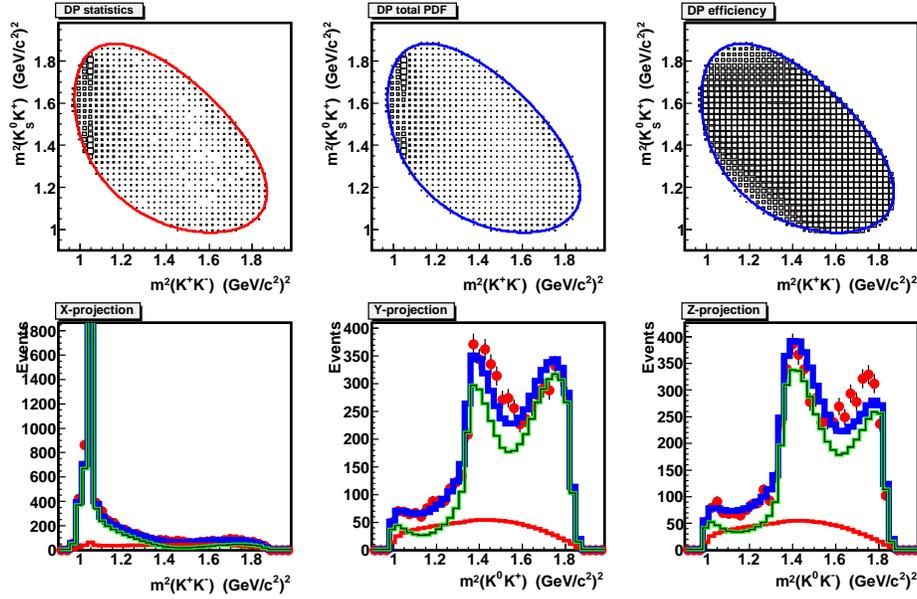 DP statistics
m²(K⁰ₛK⁺) (GeV/c²)²
1.8
1.6
1.4
1.2
1
1 1.2 1.4 1.6 1.8
m²(K⁺K⁻) (GeV/c²)²
DP total PDF
m²(K⁰ₛK⁺) (GeV/c²)²
1.8
1.6
1.4
1.2
1
1 1.2 1.4 1.6 1.8
m²(K⁺K⁻) (GeV/c²)²
DP efficiency
m²(K⁰ₛK⁺) (GeV/c²)²
1.8
1.6
1.4
1.2
1
1 1.2 1.4 1.6 1.8
m²(K⁺K⁻) (GeV/c²)²
X-projection
Events
1800
1600
1400
1200
1000
800
600
400
200
0
1 1.2 1.4 1.6 1.8
m²(K⁺K⁻) (GeV/c²)²
Y-projection
Events
400
350
300
250
200
150
100
50
0
1 1.2 1.4 1.6 1.8
m²(K⁰K⁺) (GeV/c²)²
Z-projection
Events
400
350
300
250
200
150
100
50
0
1 1.2 1.4 1.6 1.8
m²(K⁰K⁻) (GeV/c²)²